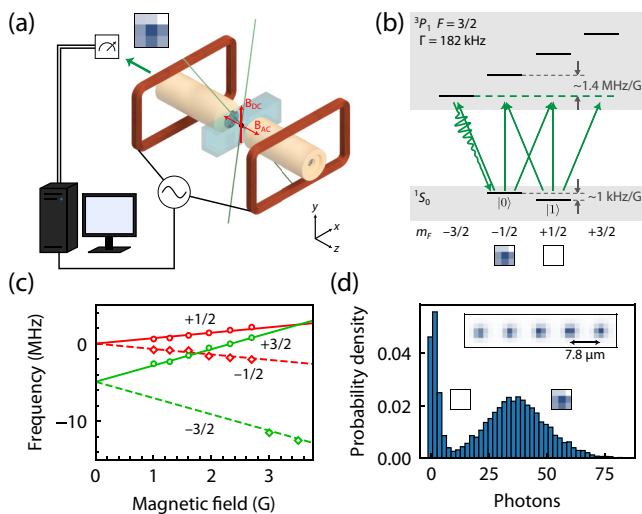 (a)
B_DC
B_AC
y
x
z
(b)
³P₁ F = 3/2
Γ = 182 kHz
~1.4 MHz/G
¹S₀
|0⟩
|1⟩
~1 kHz/G
m_F −3/2 −1/2 +1/2 +3/2
(c)
Frequency (MHz)
0
−10
+1/2
+3/2
−1/2
−3/2
0 1 2 3
Magnetic field (G)
(d)
Probability density
0.04
0.02
0.00
7.8 μm
0 25 50 75
Photons